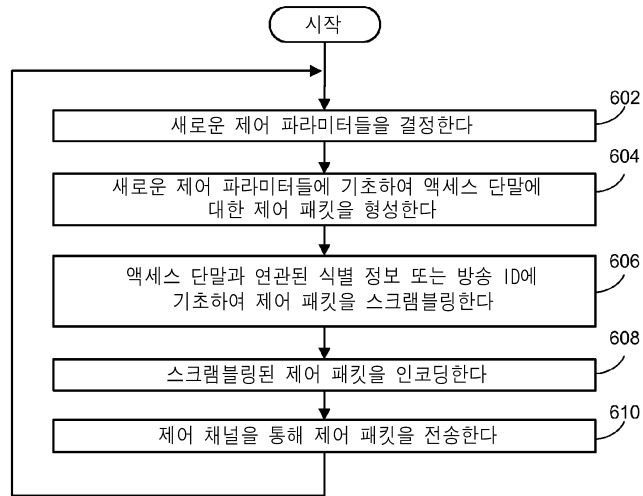 시작
602
새로운 제어 파라미터들을 결정한다
604
새로운 제어 파라미터들에 기초하여 액세스 단말에
대한 제어 패킷을 형성한다
606
액세스 단말과 연관된 식별 정보 또는 방송 ID에
기초하여 제어 패킷을 스크램블링한다
608
스크램블링된 제어 패킷을 인코딩한다
610
제어 채널을 통해 제어 패킷을 전송한다